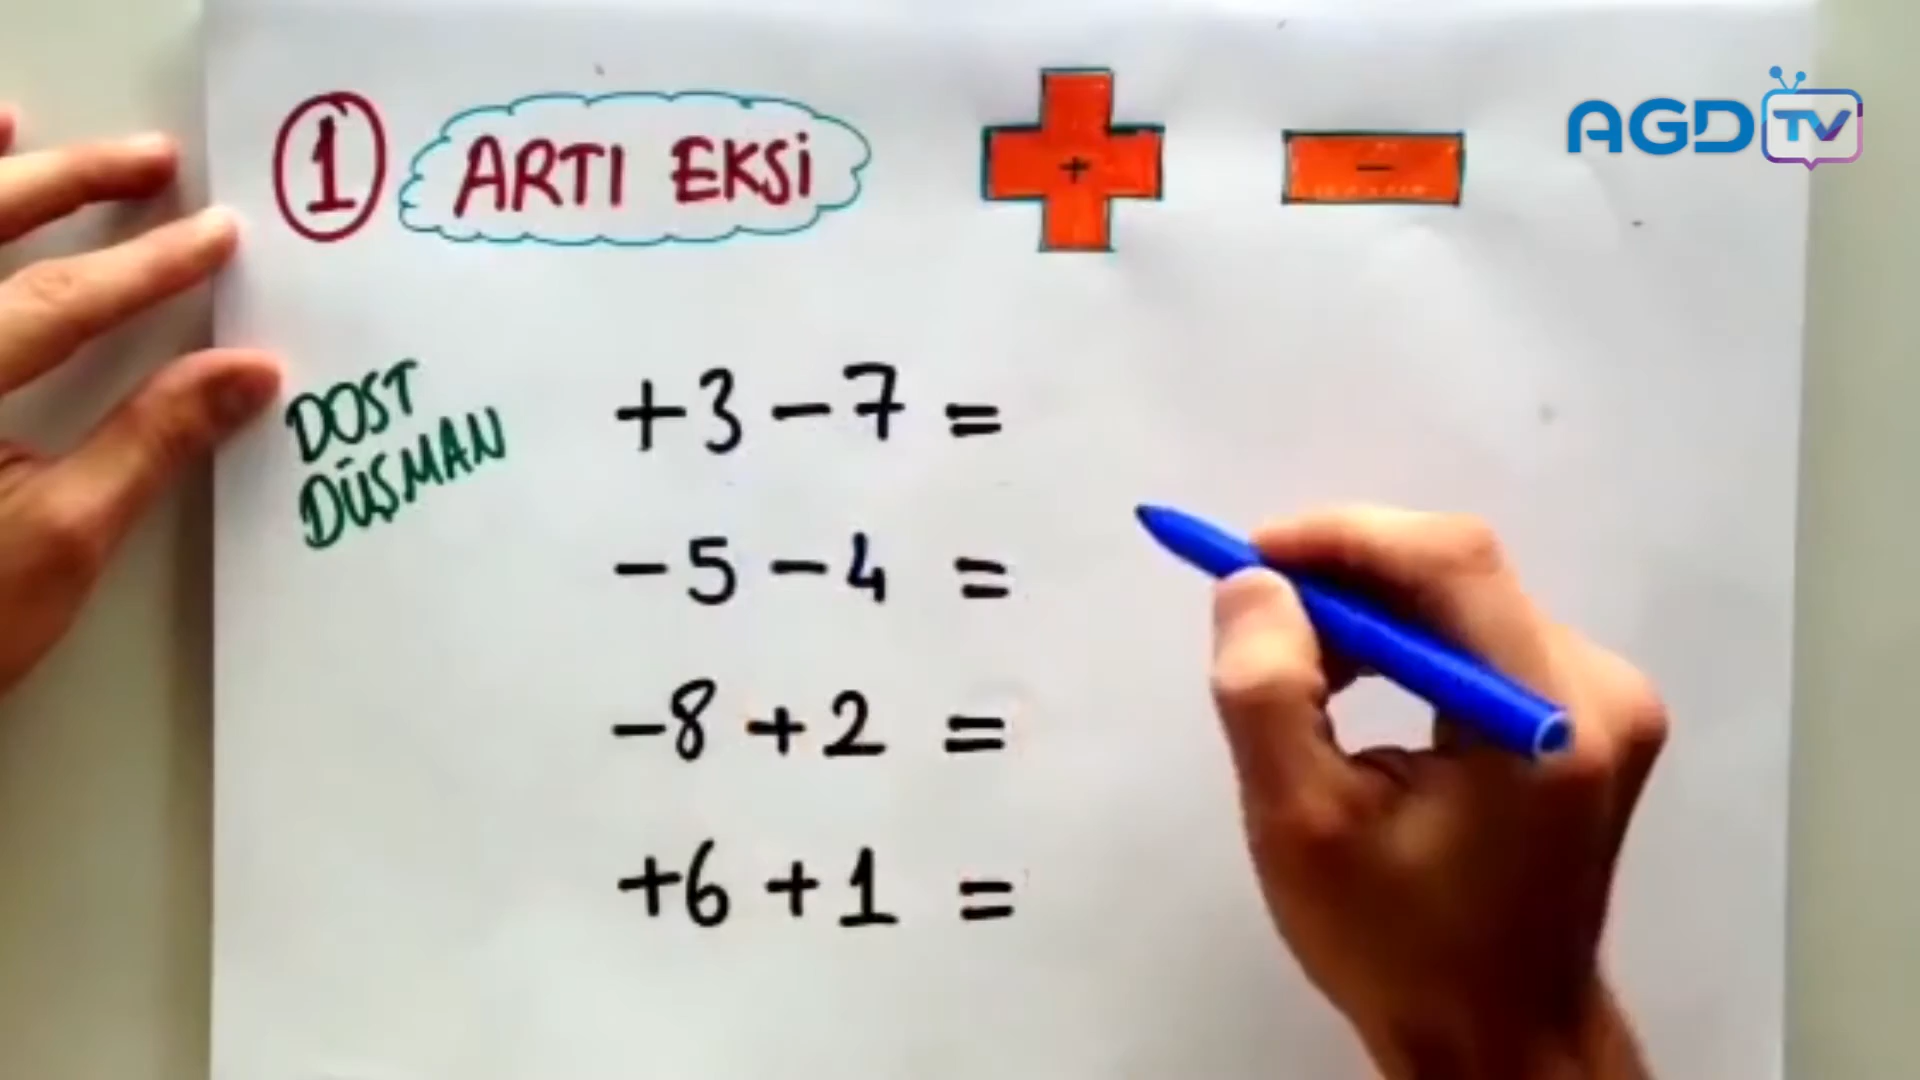 1 ARTI EKSİ + -
AGD TV
DOST
DÜŞMAN
+3-7=
-5-4=
-8+2=
+6+1=